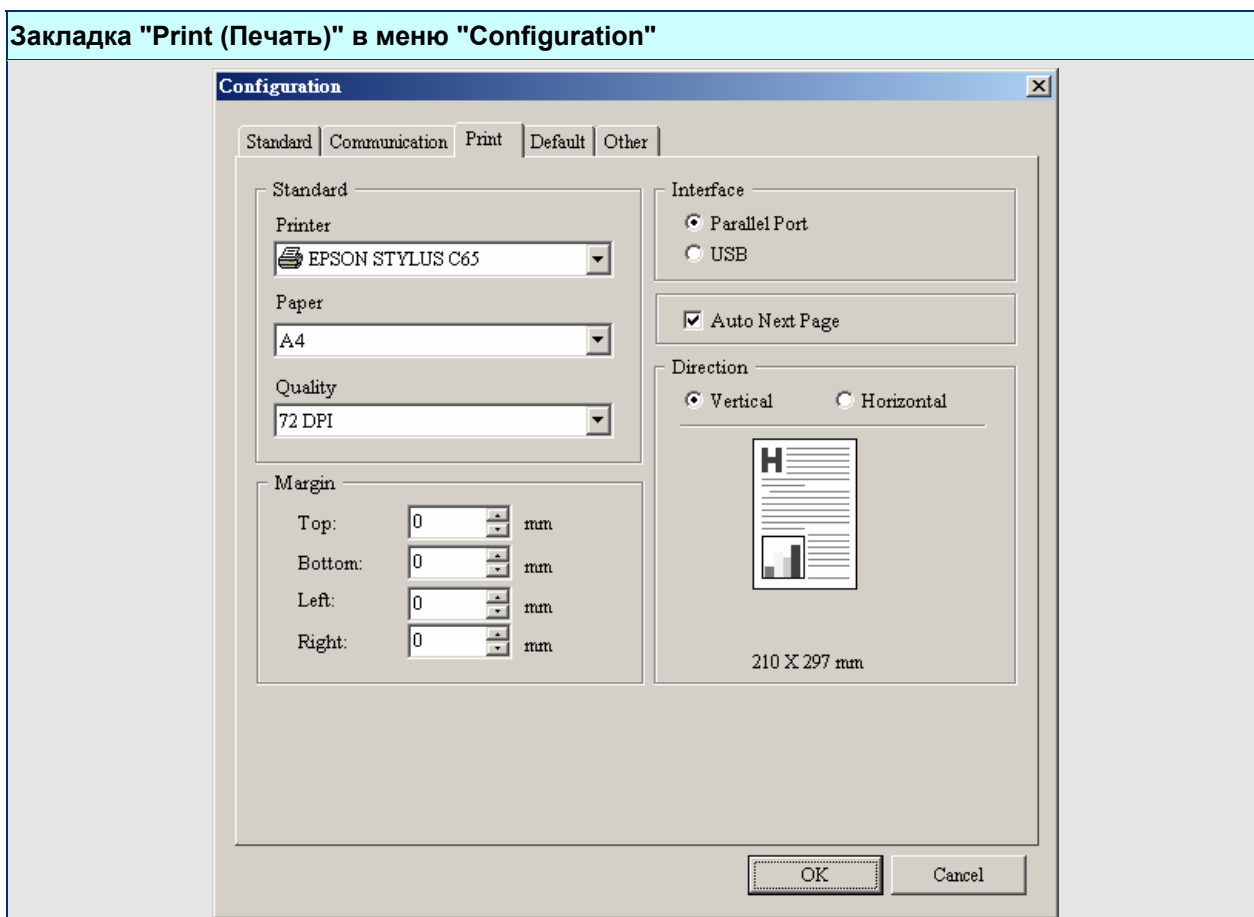 Закладка "Print (Печать)" в меню "Configuration"
Configuration
Standard
Communication
Print
Default
Other
Standard
Printer
EPSON STYLUS C65
Paper
A4
Quality
72 DPI
Margin
Top: 0 mm
Bottom: 0 mm
Left: 0 mm
Right: 0 mm
Interface
Parallel Port
USB
Auto Next Page
Direction
Vertical
Horizontal
H
210 X 297 mm
OK
Cancel